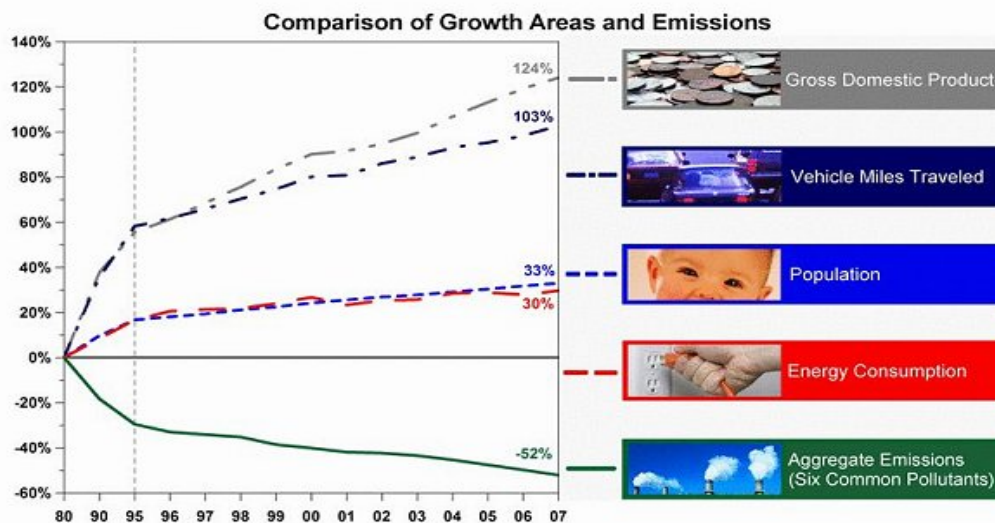 Comparison of Growth Areas and Emissions
140%
120%
100%
80%
60%
40%
20%
0%
-20%
-40%
-60%
124%
103%
33%
30%
-52%
80 90 95 96 97 98 99 00 01 02 03 04 05 06 07
Gross Domestic Product
Vehicle Miles Traveled
Population
Energy Consumption
Aggregate Emissions
(Six Common Pollutants)